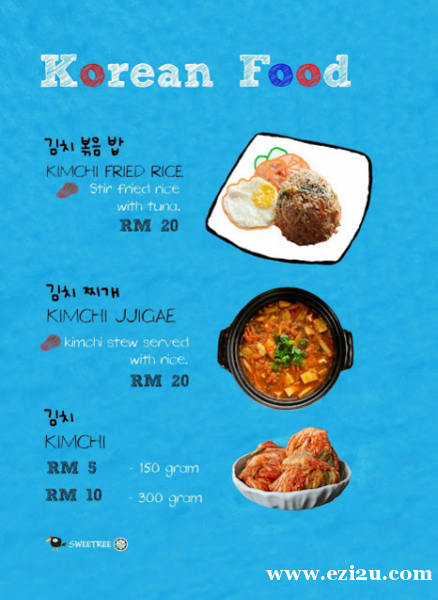 Korean Food
김치 볶음 밥
KIMCHI FRIED RICE
Stir fried rice
with tuna.
RM 20
김치 찌개
KIMCHI JJIGAE
kimchi stew served
with rice.
RM 20
김치
KIMCHI
RM 5 - 150 gram
RM 10 - 300 gram
SWEETREE
www.ezi2u.com